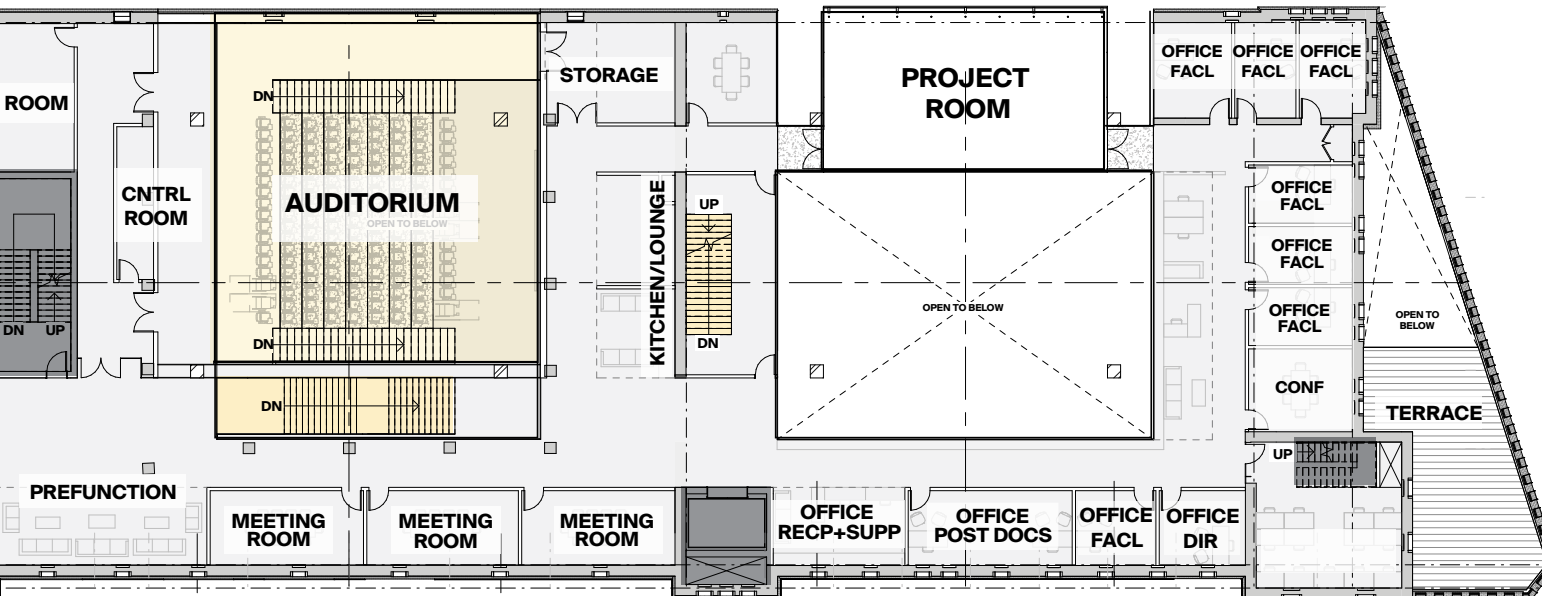 ROOM
CNTRL
ROOM
DN
UP
DN
AUDITORIUM
OPEN TO BELOW
DN
DN
STORAGE
KITCHEN/LOUNGE
UP
DN
PROJECT
ROOM
OPEN TO BELOW
OFFICE
FACL
OFFICE
FACL
OFFICE
FACL
OFFICE
FACL
OFFICE
FACL
OFFICE
FACL
CONF
OPEN TO
BELOW
TERRACE
UP
PREFUNCTION
MEETING
ROOM
MEETING
ROOM
MEETING
ROOM
OFFICE
RECP+SUPP
OFFICE
POST DOCS
OFFICE
FACL
OFFICE
DIR